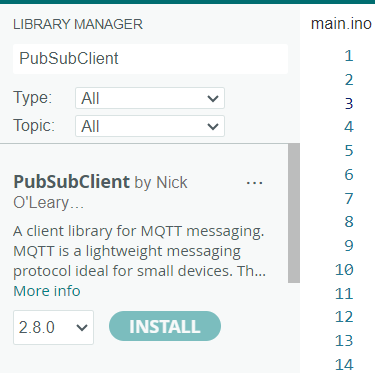 LIBRARY MANAGER
PubSubClient
Type: All
Topic: All
PubSubClient by Nick
O'Leary...
...
A client library for MQTT messaging.
MQTT is a lightweight messaging
protocol ideal for small devices. Th...
More info
2.8.0
INSTALL
main.ino
1
2
3
4
5
6
7
8
9
10
11
12
13
14